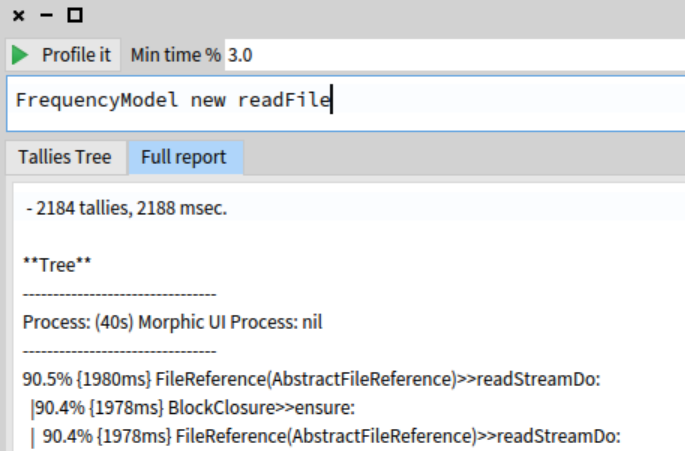 Profile it Min time % 3.0
FrequencyModel new readFile
Tallies Tree Full report
- 2184 tallies, 2188 msec.
**Tree**
--------------------------------
Process: (40s) Morphic UI Process: nil
--------------------------------
90.5% {1980ms} FileReference(AbstractFileReference)>>readStreamDo:
|90.4% {1978ms} BlockClosure>>ensure:
| 90.4% {1978ms} FileReference(AbstractFileReference)>>readStreamDo: